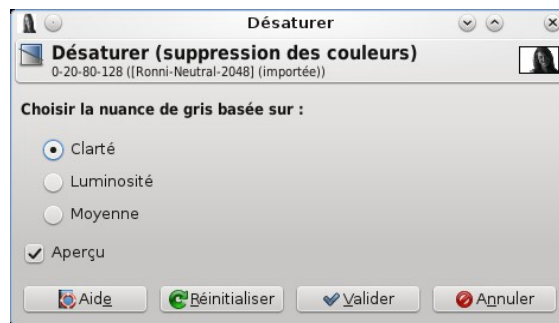 Désaturer
Désaturer (suppression des couleurs)
0-20-80-128 ([Ronni-Neutral-2048] (importée))
Choisir la nuance de gris basée sur :
Clarté
Luminosité
Moyenne
Aperçu
Aide Réinitialiser Valider Annuler